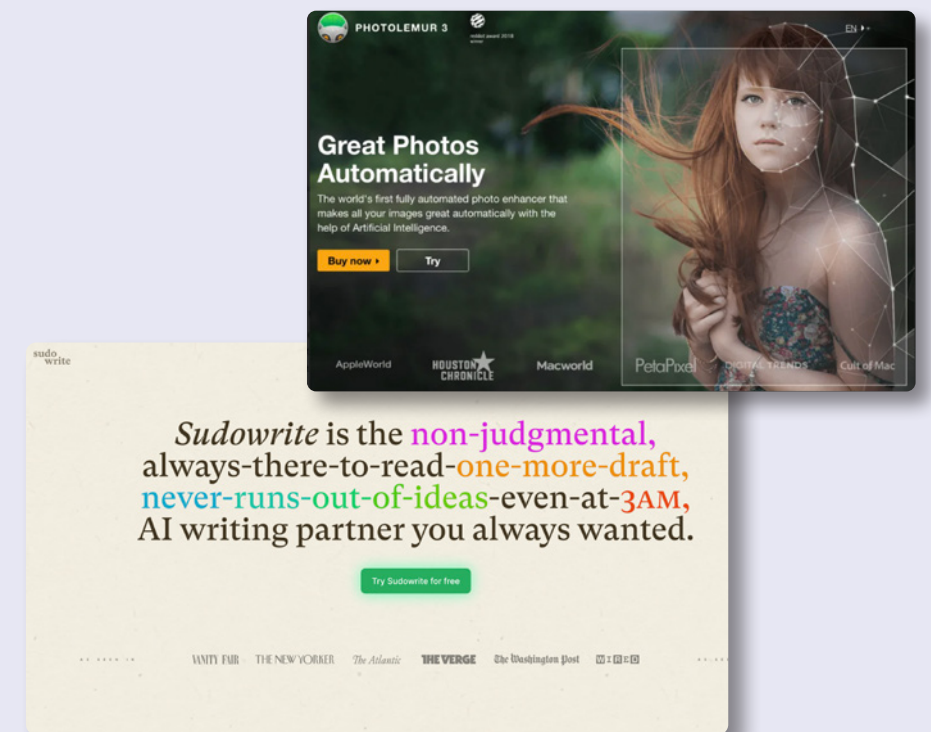 PHOTOLEMUR 3
reddot award 2018
winner
EN
Great Photos
Automatically
The world's first fully automated photo enhancer that
makes all your images great automatically with the
help of Artificial Intelligence.
Buy now
Try
AppleWorld
HOUSTON
CHRONICLE
Macworld
PetaPixel
DIGITAL TRENDS
Cult of Mac
sudo
write
Sudowrite is the non-judgmental,
always-there-to-read-one-more-draft,
never-runs-out-of-ideas-even-at-3AM,
AI writing partner you always wanted.
Try Sudowrite for free
VANITY FAIR
THE NEW YORKER
The Atlantic
THE VERGE
The Washington Post
WIRED